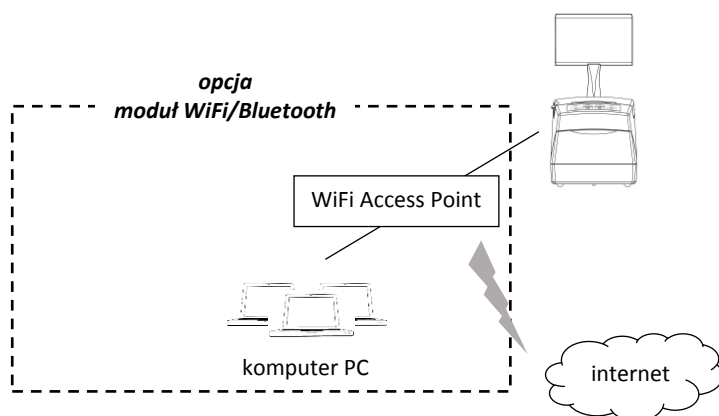 opcja
moduł WiFi/Bluetooth
WiFi Access Point
komputer PC
internet